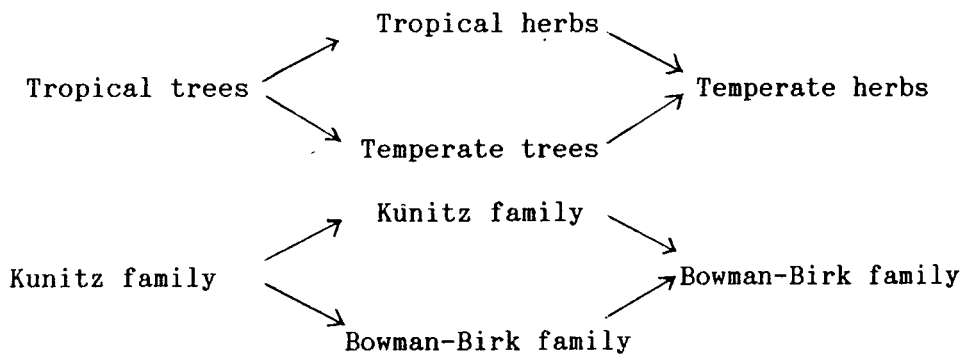 Tropical herbs
Tropical trees
Temperate herbs
Temperate trees
Kunitz family
Kunitz family
Bowman-Birk family
Bowman-Birk family